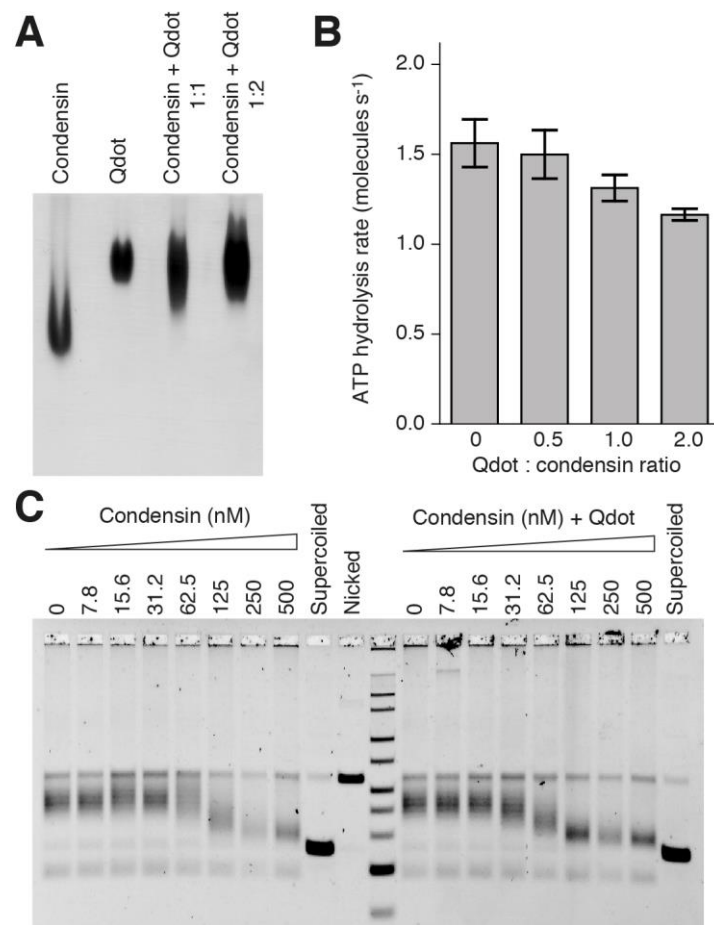 A
Condensin
Qdot
Condensin + Qdot
1:1
Condensin + Qdot
1:2
B
ATP hydrolysis rate (molecules s⁻¹)
2.0
1.5
1.0
0.5
0.0
0 0.5 1.0 2.0
Qdot : condensin ratio
C
Condensin (nM)
0 7.8 15.6 31.2 62.5 125 250 500 Supercoiled Nicked
Condensin (nM) + Qdot
0 7.8 15.6 31.2 62.5 125 250 500 Supercoiled